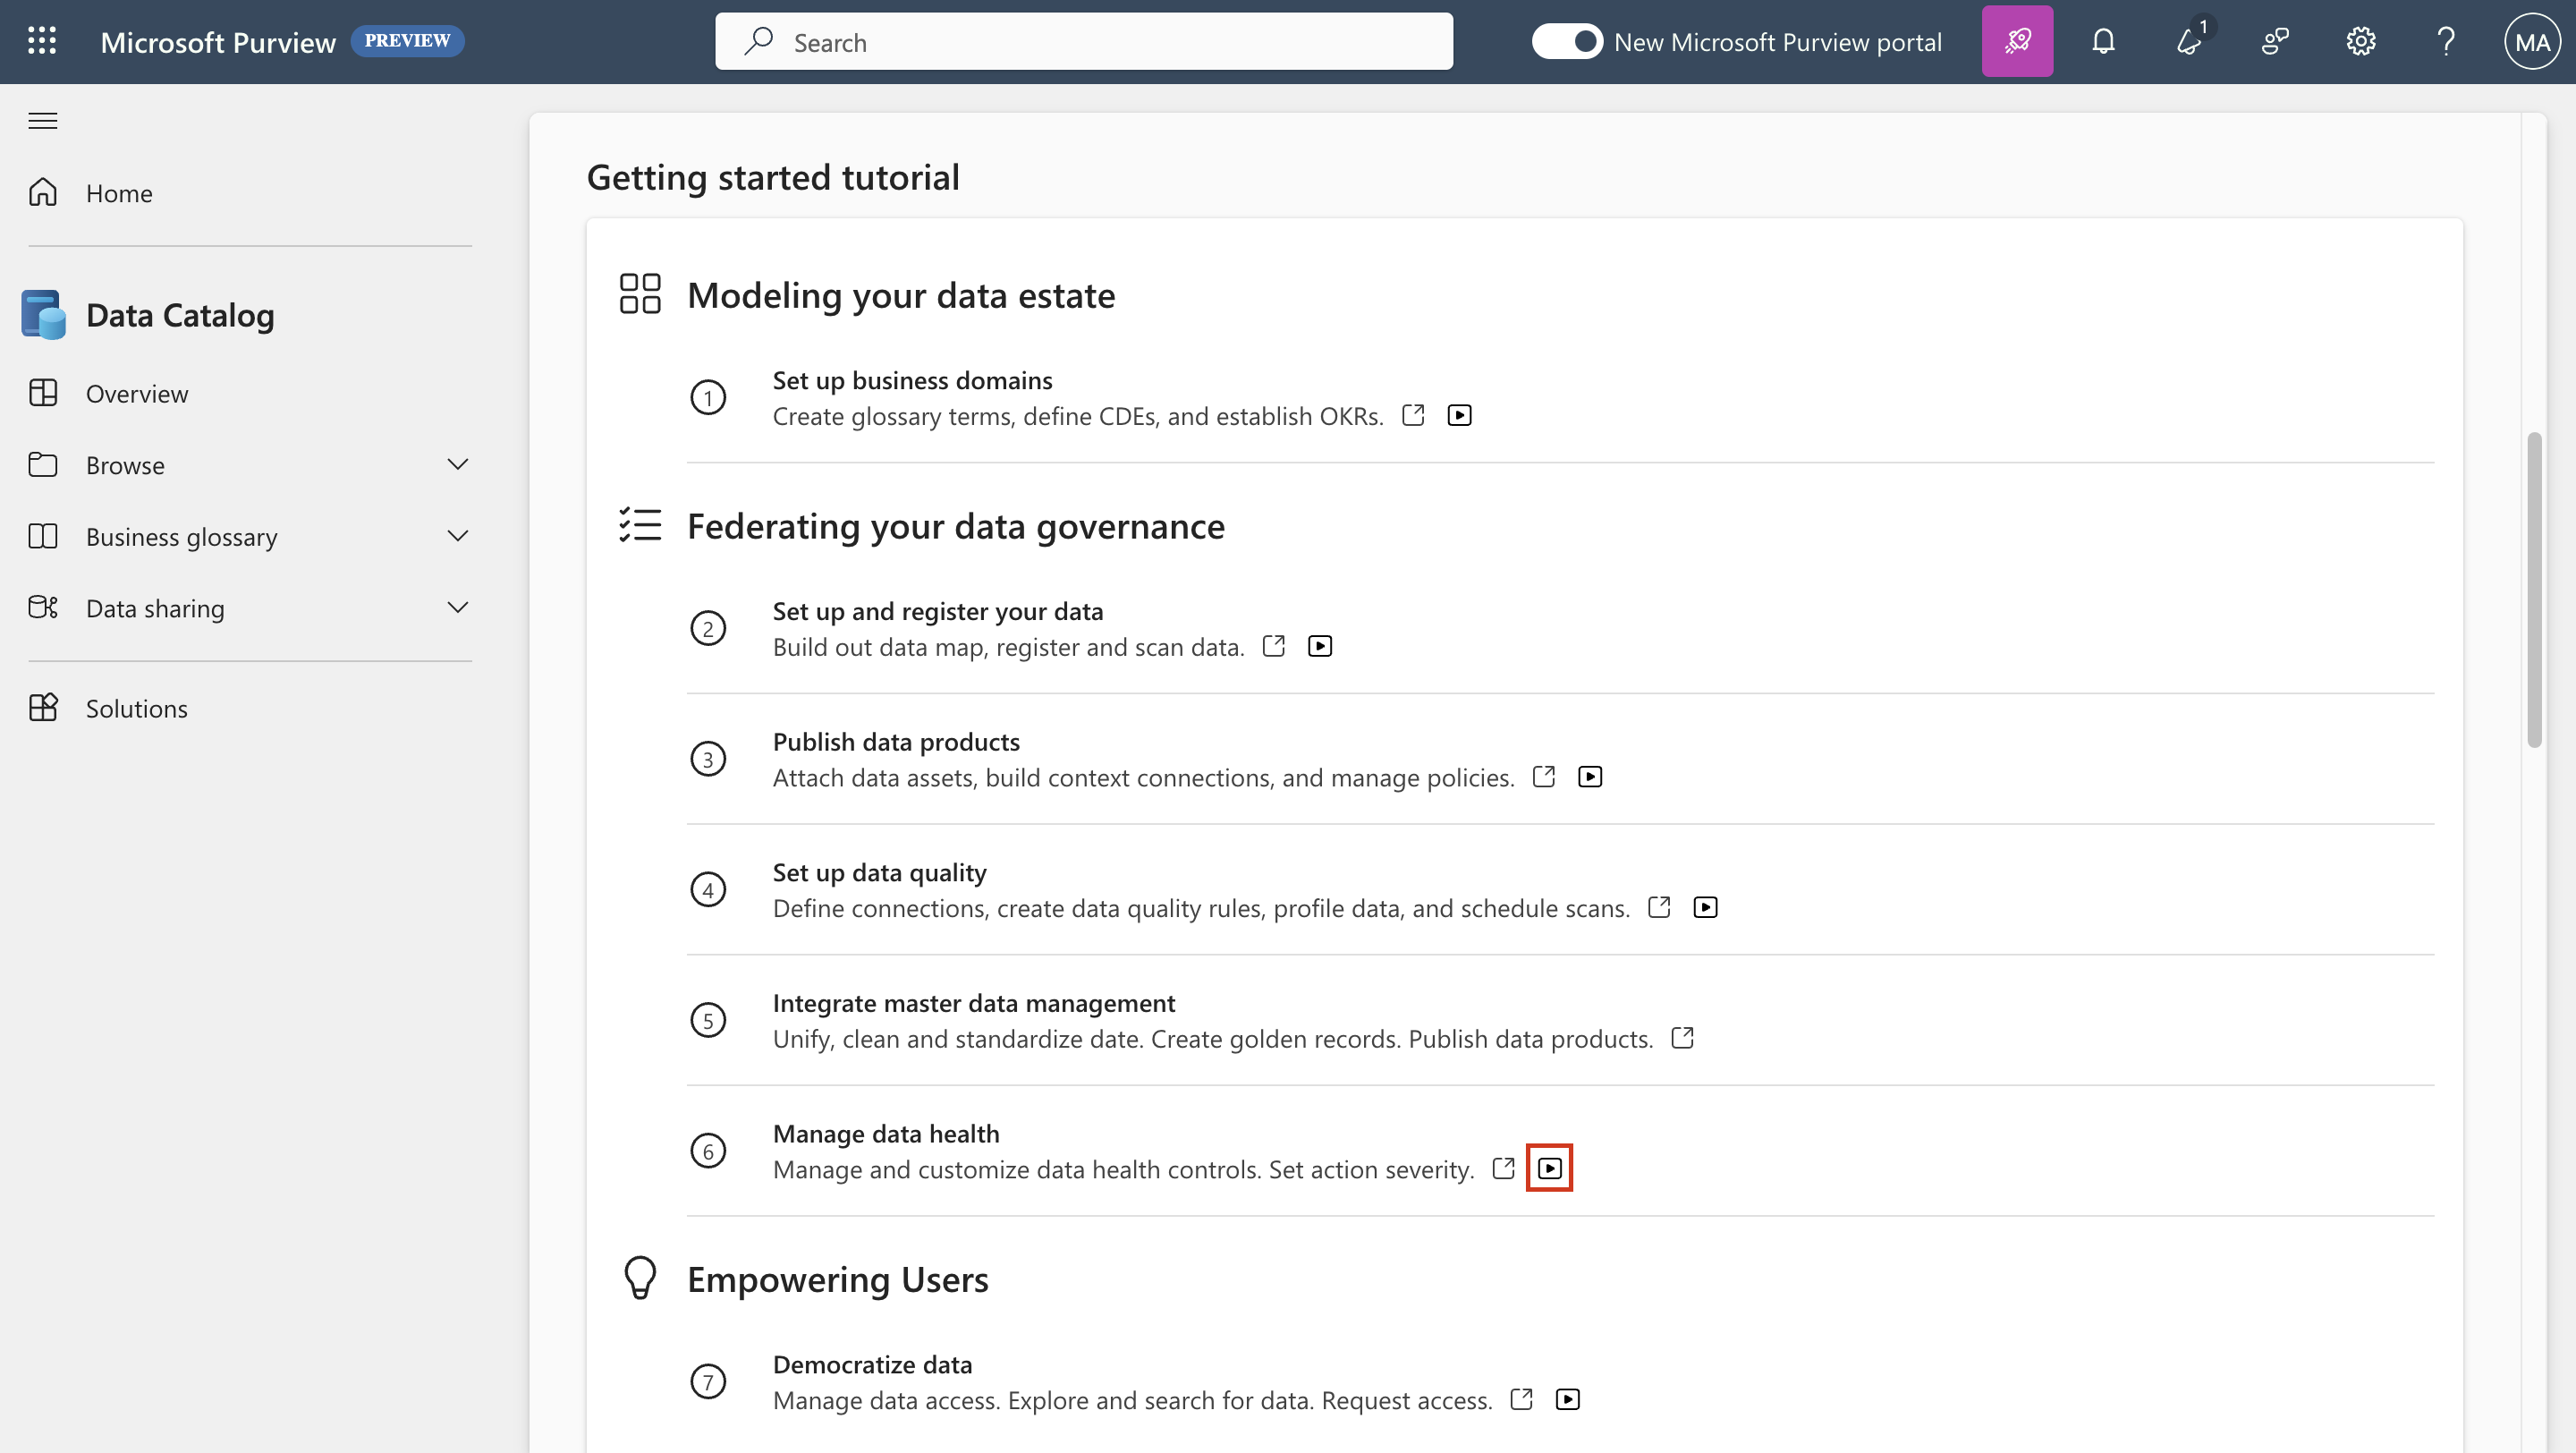 Microsoft Purview PREVIEW
Search
New Microsoft Purview portal
1
MA
Home
Data Catalog
Overview
Browse
Business glossary
Data sharing
Solutions
Getting started tutorial
Modeling your data estate
1
Set up business domains
Create glossary terms, define CDEs, and establish OKRs.
Federating your data governance
2
Set up and register your data
Build out data map, register and scan data.
3
Publish data products
Attach data assets, build context connections, and manage policies.
4
Set up data quality
Define connections, create data quality rules, profile data, and schedule scans.
5
Integrate master data management
Unify, clean and standardize date. Create golden records. Publish data products.
6
Manage data health
Manage and customize data health controls. Set action severity.
Empowering Users
7
Democratize data
Manage data access. Explore and search for data. Request access.